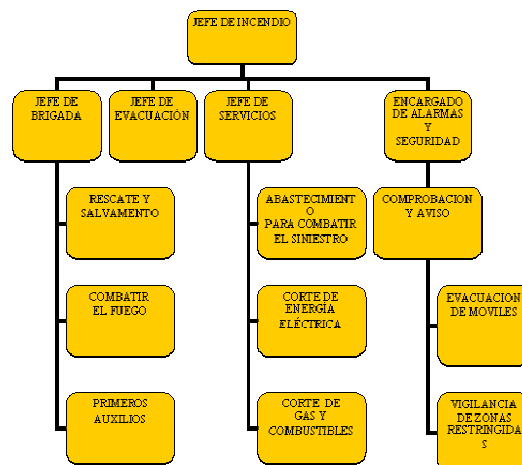 JEFE DE INCENDIO
JEFE DE
BRIGADA
JEFE DE
EVACUACIÓN
JEFE DE
SERVICIOS
ENCARGADO
DE ALARMAS
Y
SEGURIDAD
RESCATE Y
SALVAMENTO
ABASTECIMIENT
O
PARA COMBATIR
EL SINIESTRO
COMPROBACION
Y AVISO
COMBATIR
EL FUEGO
CORTE DE
ENERGÍA
ELÉCTRICA
EVACUACION
DE MOVILES
PRIMEROS
AUXILIOS
CORTE DE
GAS Y
COMBUSTIBLES
VIGILANCIA
DE ZONAS
RESTRINGIDA
S